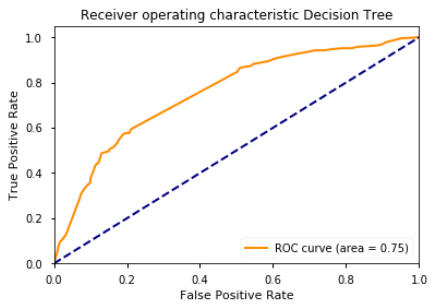 Receiver operating characteristic Decision Tree
1.0
0.8
0.6
0.4
0.2
0.0
True Positive Rate
ROC curve (area = 0.75)
0.0 0.2 0.4 0.6 0.8 1.0
False Positive Rate